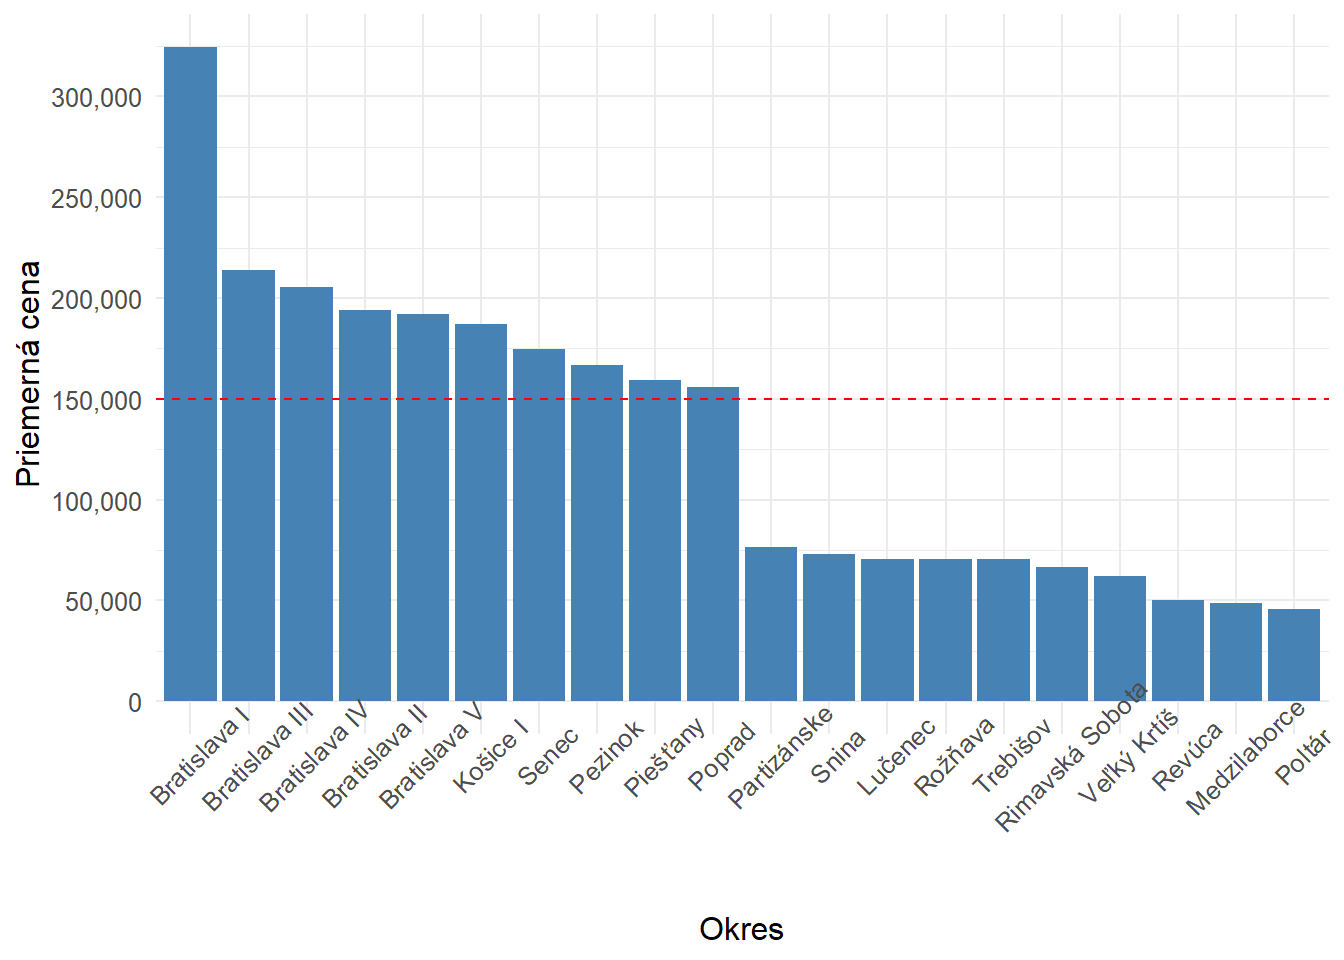 Priemerná cena
300,000
250,000
200,000
150,000
100,000
50,000
0
Bratislava I
Bratislava III
Bratislava IV
Bratislava II
Bratislava V
Košice I
Senec
Pezinok
Piešťany
Poprad
Partizánske
Snina
Lučenec
Rožňava
Trebišov
Rimavská Sobota
Veľký Krtíš
Revúca
Medzilaborce
Poltár
Okres